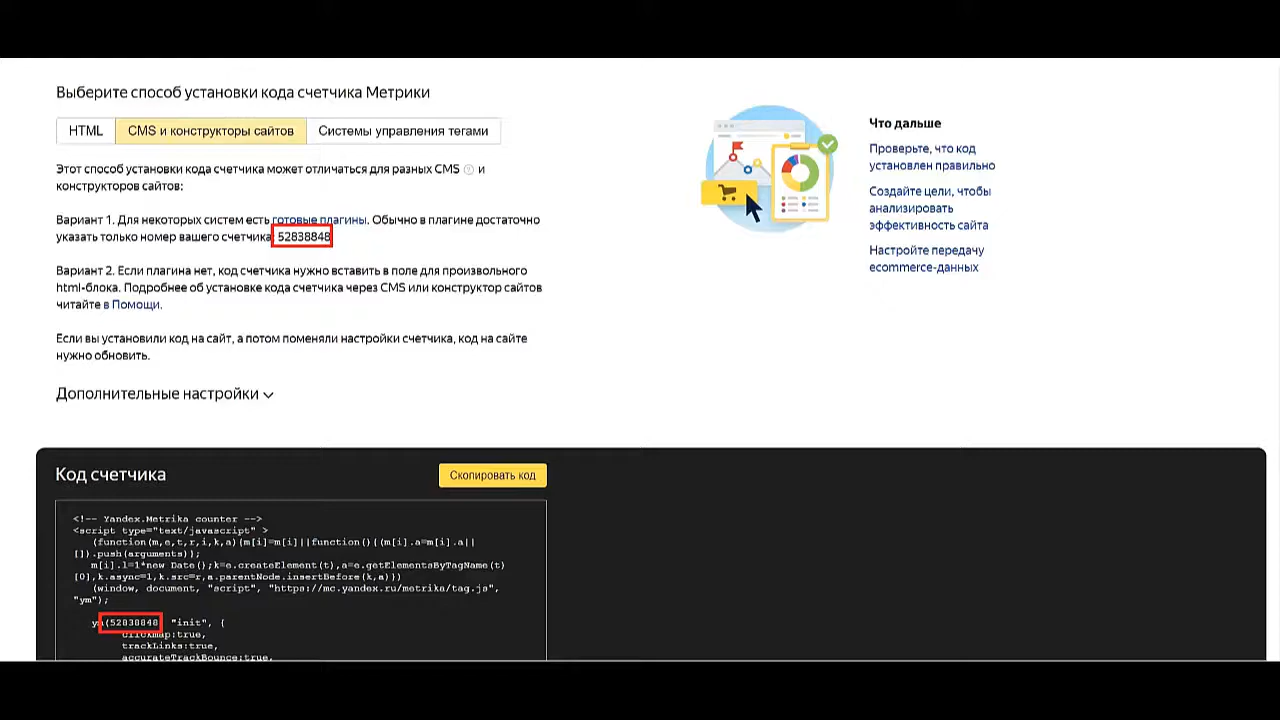 Выберите способ установки кода счетчика Метрики
HTML CMS и конструкторы сайтов Системы управления тегами
Этот способ установки кода счетчика может отличаться для разных CMS ? и
конструкторов сайтов:
Вариант 1. Для некоторых систем есть готовые плагины. Обычно в плагине достаточно
указать только номер вашего счетчика 52838848
Вариант 2. Если плагина нет, код счетчика нужно вставить в поле для произвольного
html-блока. Подробнее об установке кода счетчика через CMS или конструктор сайтов
читайте в Помощи.
Если вы установили код на сайт, а потом поменяли настройки счетчика, код на сайте
нужно обновить.
Дополнительные настройки
Что дальше
Проверьте, что код
установлен правильно
Создайте цели, чтобы
анализировать
эффективность сайта
Настройте передачу
ecommerce-данных
Код счетчика
Скопировать код
<!-- Yandex.Metrika counter -->
<script type="text/javascript" >
(function(m,e,t,r,i,k,a){m[i]=m[i]||function(){(m[i].a=m[i].a||
[]).push(arguments)};
m[i].l=1*new Date();k=e.createElement(t),a=e.getElementsByTagName(t)
[0],k.async=1,k.src=r,a.parentNode.insertBefore(k,a)})
(window, document, "script", "https://mc.yandex.ru/metrika/tag.js",
"ym");
ym(52838848 "init", {
clickmap:true,
trackLinks:true,
accurateTrackBounce:true,